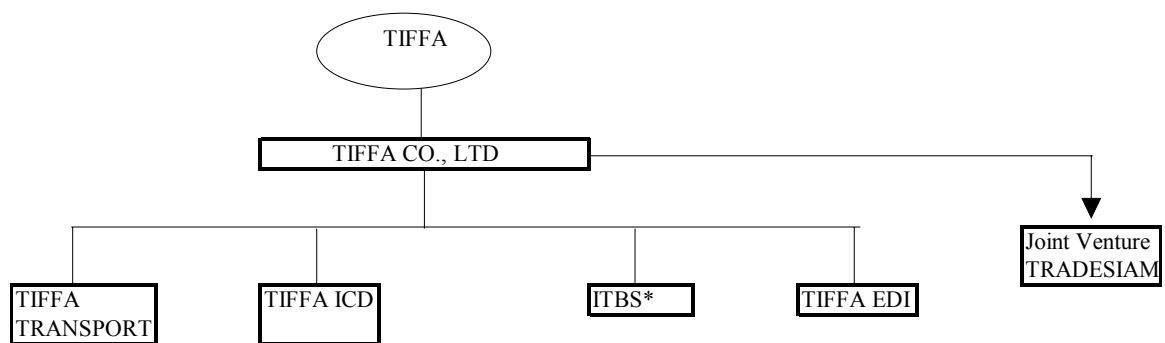 TIFFA
TIFFA CO., LTD
Joint Venture
TRADESIAM
TIFFA
TRANSPORT
TIFFA ICD
ITBS*
TIFFA EDI